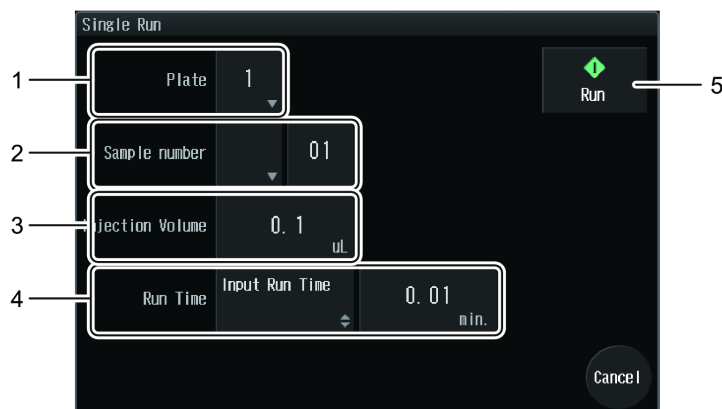 Single Run
1
Plate
1
5
Run
2
Sample number
01
3
jection Volume
0.1
uL
4
Run Time
Input Run Time
0.01
min.
Cancel